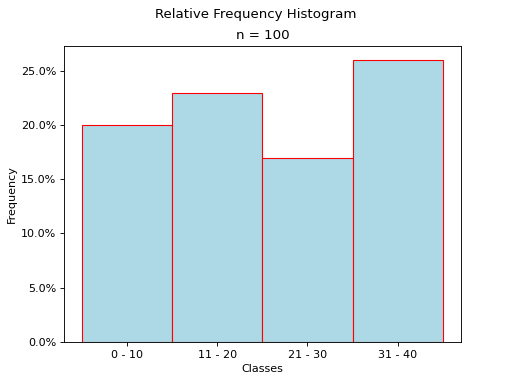 Relative Frequency Histogram
n = 100
25.0%
20.0%
15.0%
10.0%
5.0%
0.0%
Frequency
0 - 10 11 - 20 21 - 30 31 - 40
Classes